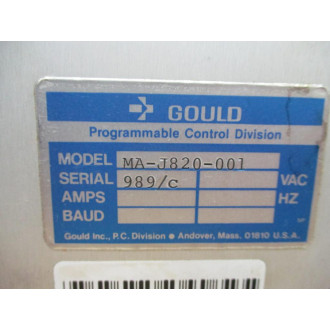 GOULD
Programmable Control Division
MODEL MA-J820-001
SERIAL 989/c VAC
AMPS HZ
BAUD
Gould Inc., P.C. Division • Andover, Mass. 01810 U.S.A.